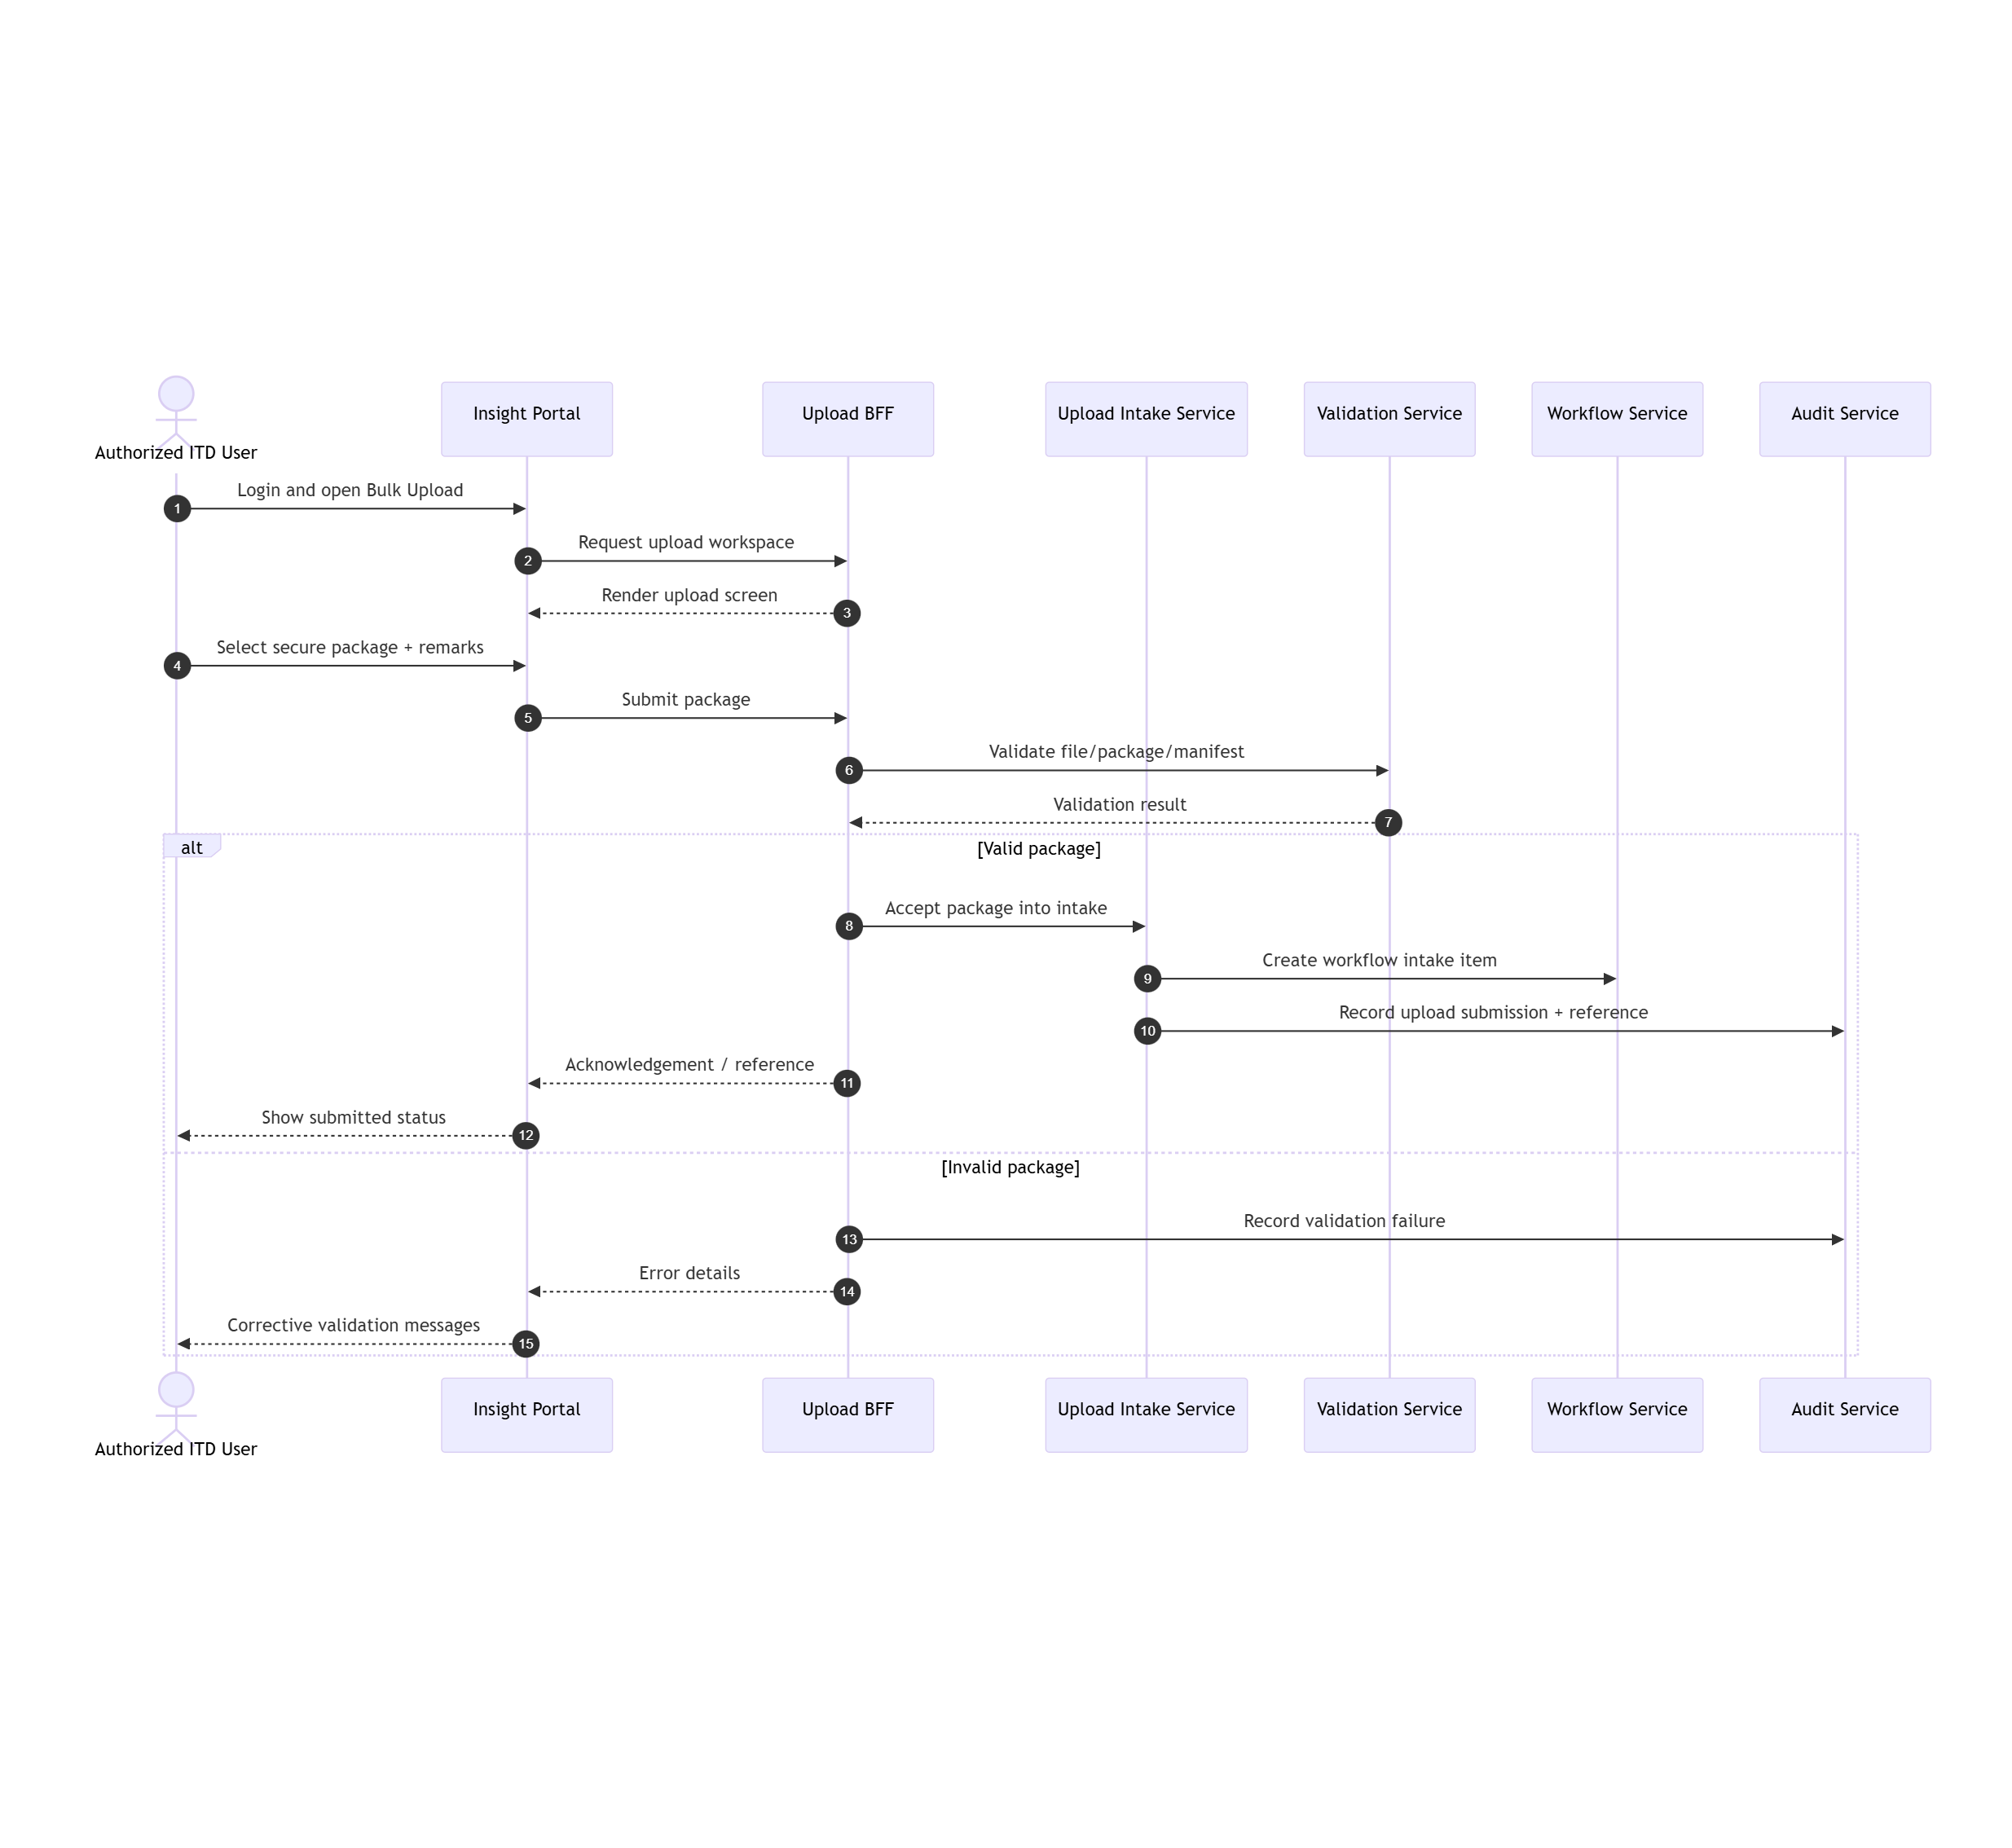 Authorized ITD User
Insight Portal
Upload BFF
Upload Intake Service
Validation Service
Workflow Service
Audit Service
1
Login and open Bulk Upload
2
Request upload workspace
Render upload screen
3
4
Select secure package + remarks
5
Submit package
6
Validate file/package/manifest
Validation result
7
alt
[Valid package]
8
Accept package into intake
9
Create workflow intake item
10
Record upload submission + reference
Acknowledgement / reference
11
Show submitted status
12
[Invalid package]
13
Record validation failure
Error details
14
Corrective validation messages
15
Authorized ITD User
Insight Portal
Upload BFF
Upload Intake Service
Validation Service
Workflow Service
Audit Service